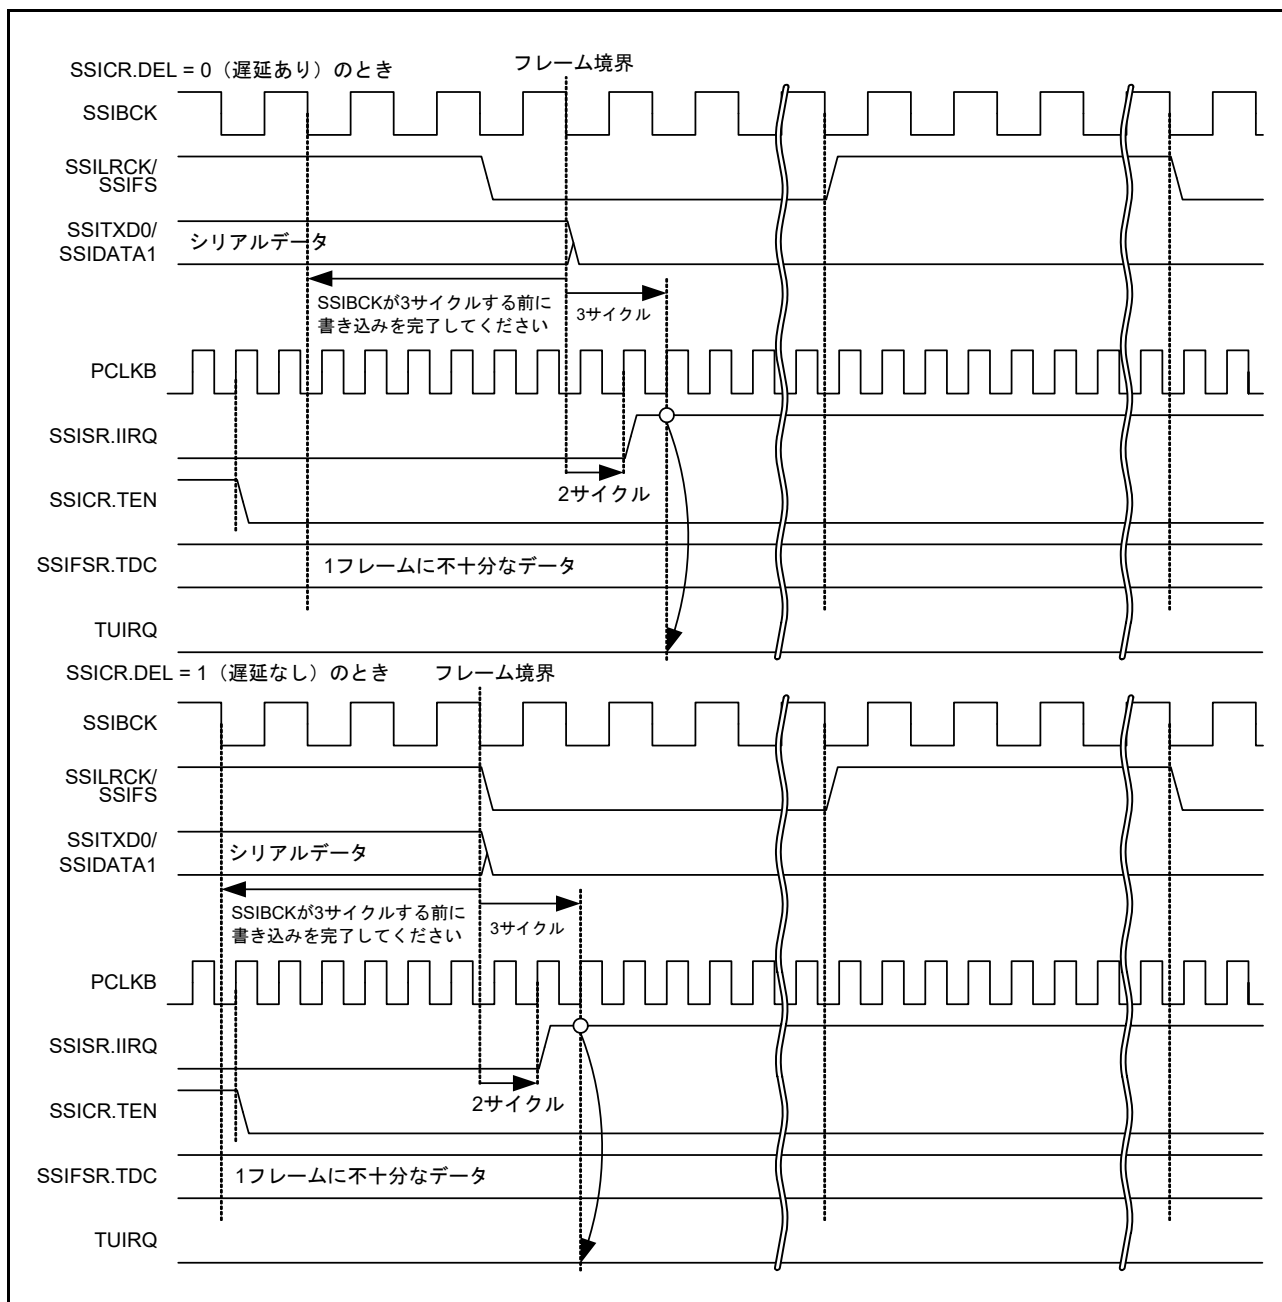 SSICR.DEL = 0（遅延あり）のとき
フレーム境界
SSIBCK
SSILRCK/
SSIFS
SSITXD0/
SSIDATA1
シリアルデータ
SSIBCKが3サイクルする前に
書き込みを完了してください
3サイクル
PCLKB
SSISR.IIRQ
2サイクル
SSICR.TEN
SSIFSR.TDC
1フレームに不十分なデータ
TUIRQ
SSICR.DEL = 1（遅延なし）のとき
フレーム境界
SSIBCK
SSILRCK/
SSIFS
SSITXD0/
SSIDATA1
シリアルデータ
SSIBCKが3サイクルする前に
書き込みを完了してください
3サイクル
PCLKB
SSISR.IIRQ
2サイクル
SSICR.TEN
SSIFSR.TDC
1フレームに不十分なデータ
TUIRQ